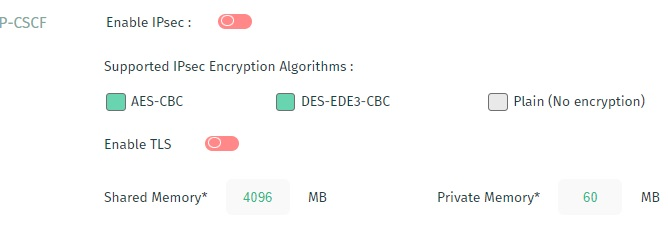 P-CSCF Enable IPsec :
Supported IPsec Encryption Algorithms :
AES-CBC DES-EDE3-CBC Plain (No encryption)
Enable TLS
Shared Memory* 4096 MB Private Memory* 60 MB